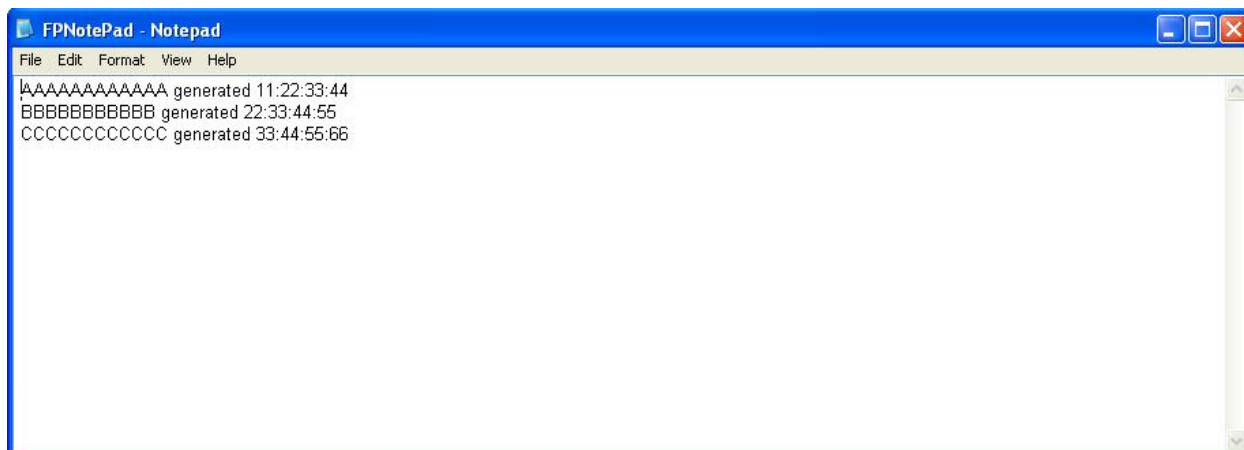 FPNotePad - Notepad
File Edit Format View Help
AAAAAAAAAAAA generated 11:22:33:44
BBBBBBBBBBB generated 22:33:44:55
CCCCCCCCCCCC generated 33:44:55:66